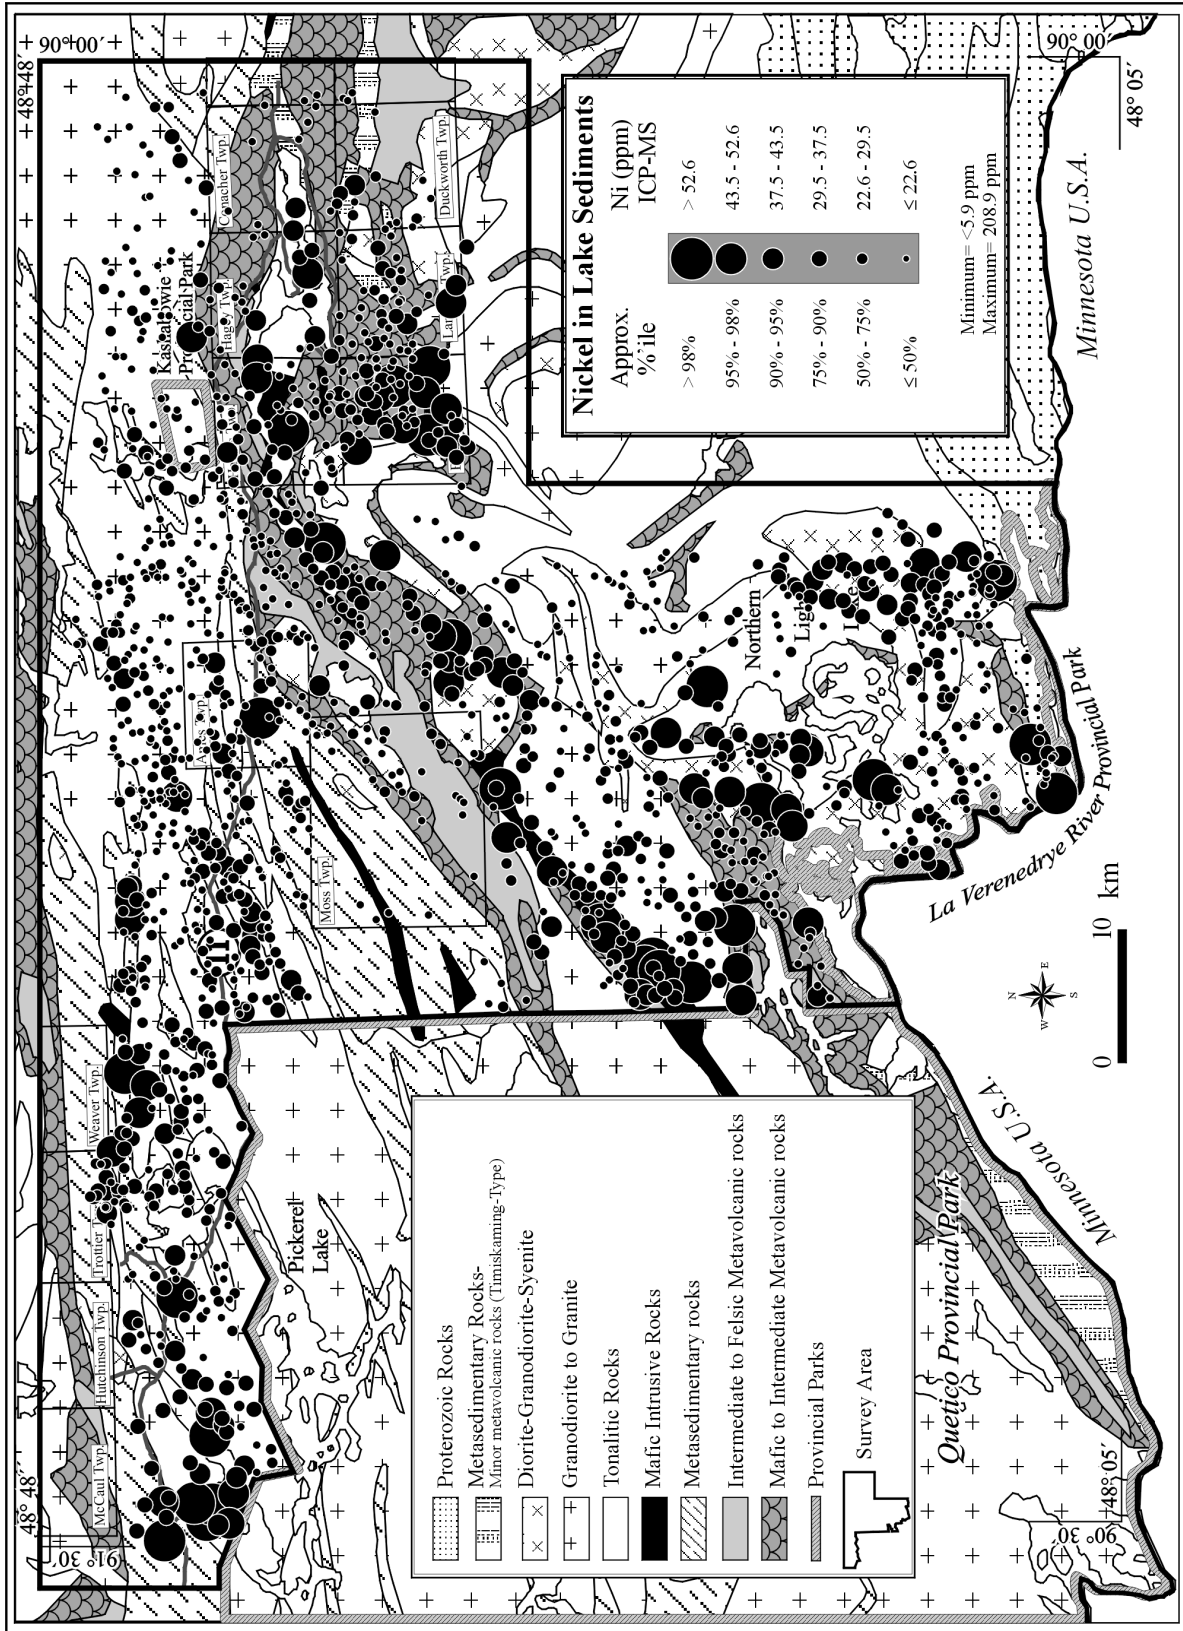 48° 48´
91° 30´
48°48´
90°00´
McCaul Twp.
Hutchinson Twp.
Trottier T
Weaver Twp.
Moss Twp.
Ames Twp.
Hagey Twp.
Conacher Twp.
Duckworth Twp.
Kashabowie
Provincial Park
Pickerel
Lake
Northern
Light
Lake
Nickel in Lake Sediments
Approx.
%'ile
Ni (ppm)
ICP-MS
> 98%
> 52.6
95% - 98%
43.5 - 52.6
90% - 95%
37.5 - 43.5
75% - 90%
29.5 - 37.5
50% - 75%
22.6 - 29.5
≤ 50%
≤ 22.6
Minimum= <5.9 ppm
Maximum= 208.9 ppm
Proterozoic Rocks
Metasedimentary Rocks-
Minor metavolcanic rocks (Timiskaming-Type)
Diorite-Granodiorite-Syenite
Granodiorite to Granite
Tonalitic Rocks
Mafic Intrusive Rocks
Metasedimentary rocks
Intermediate to Felsic Metavolcanic rocks
Mafic to Intermediate Metavolcanic rocks
Provincial Parks
Survey Area
Quetico Provincial Park
Minnesota U.S.A.
La Verenedrye River Provincial Park
Minnesota U.S.A.
N
W
E
S
0
10
km
48° 05´
90° 30´
90° 00´
48° 05´